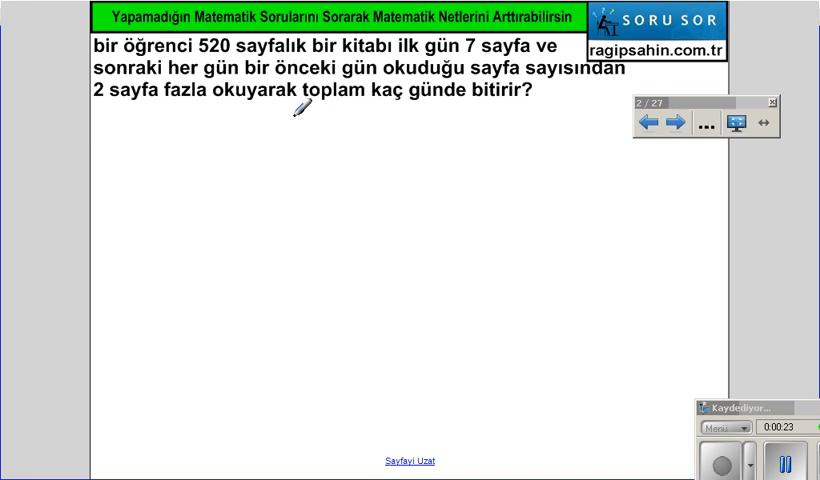 Yapamadığın Matematik Sorularını Sorarak Matematik Netlerini Arttırabilirsin
SORU SOR
ragipsahin.com.tr
bir öğrenci 520 sayfalık bir kitabı ilk gün 7 sayfa ve
sonraki her gün bir önceki gün okuduğu sayfa sayısından
2 sayfa fazla okuyarak toplam kaç günde bitirir?
2 / 27
...
Kaydediyor...
Menü
0:00:23
Sayfayi Uzat